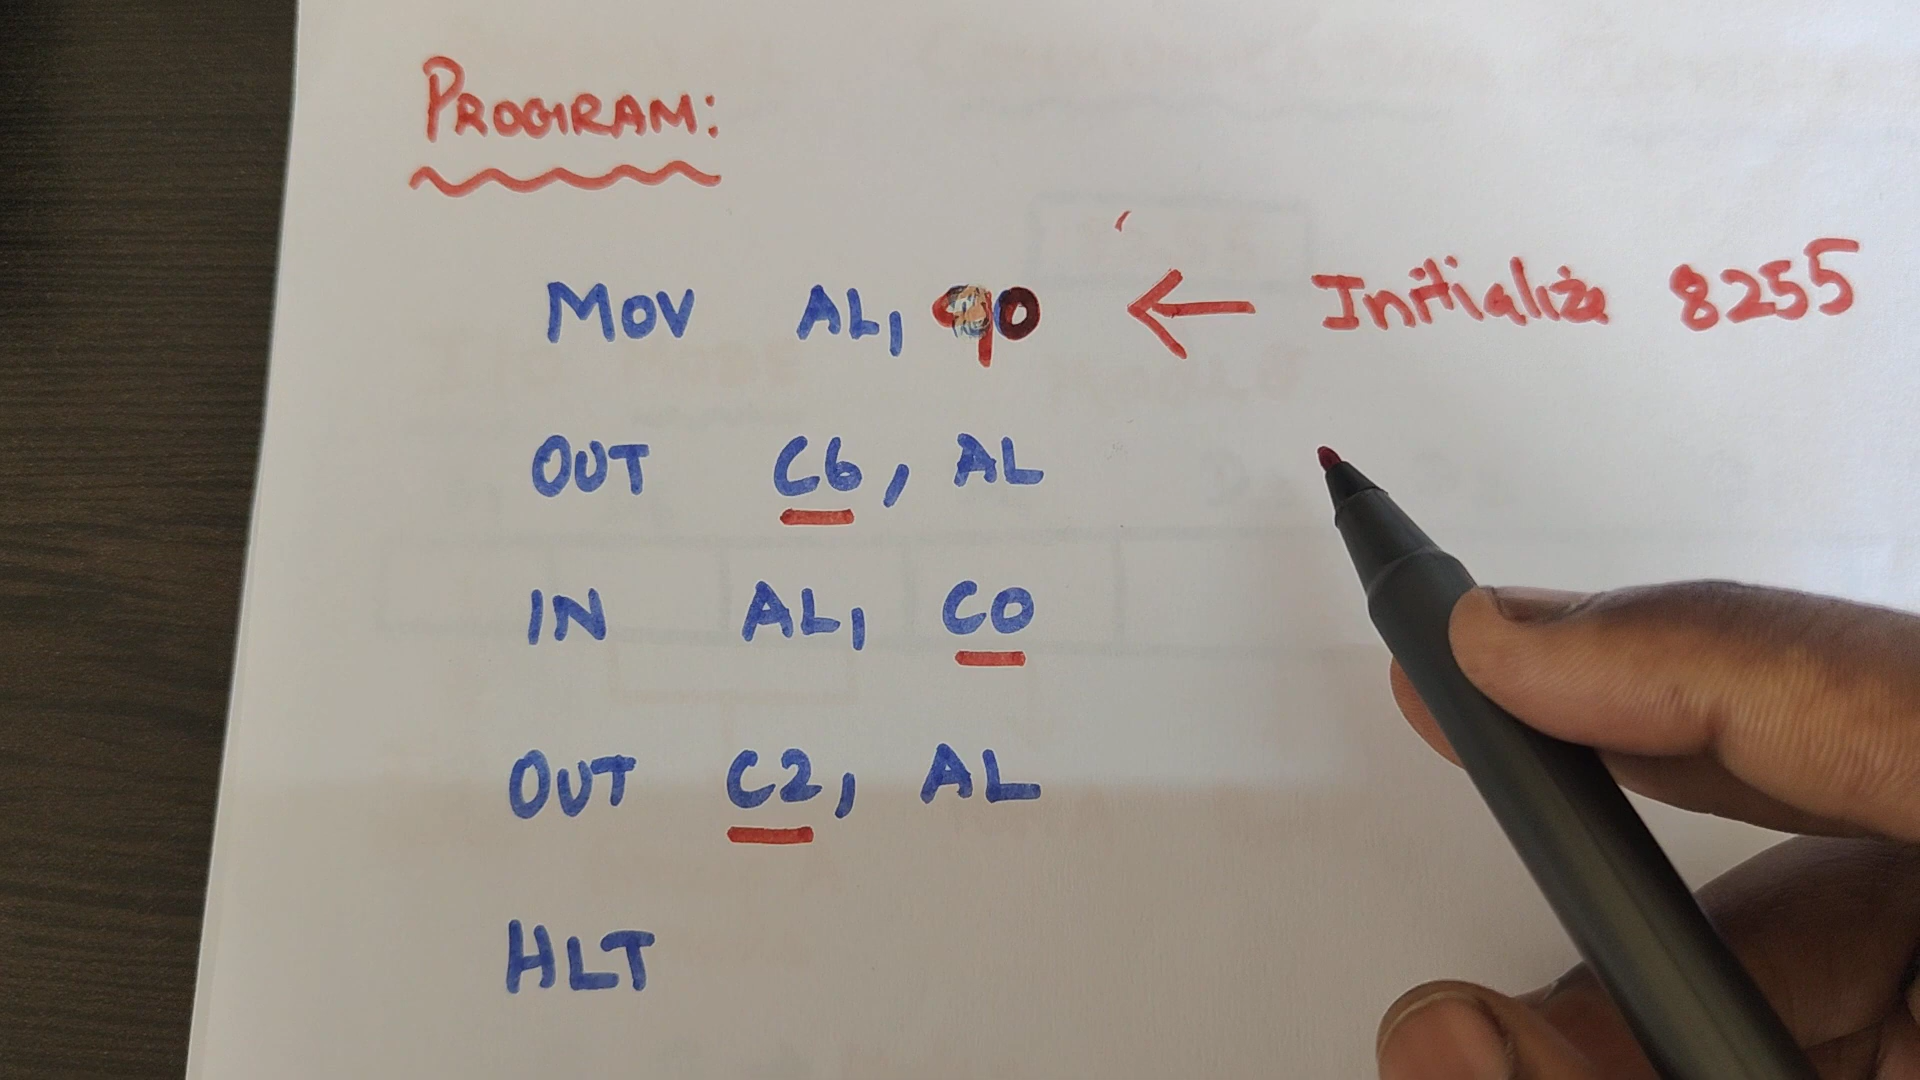 PROGRAM:
MOV AL, 90 ← Initialize 8255
OUT C6, AL
IN AL, C0
OUT C2, AL
HLT